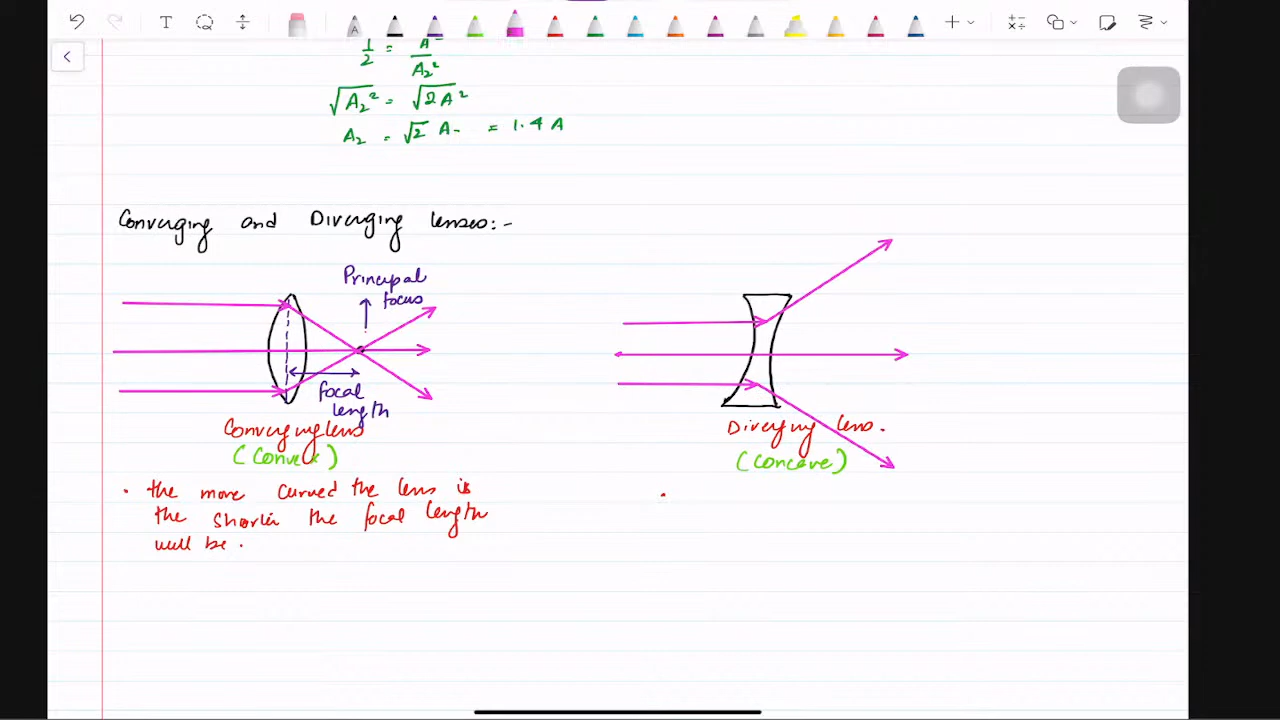 1/2 = A/A₂²
√A₂² = √2A²
A₂ = √2 A = 1.4 A
Converging and Diverging lenses:-
Principal
focus
focal
length
Converging lens
(Convex)
• the more curved the lens is
the shorter the focal length
will be.
Diverging lens.
(Concave)
•